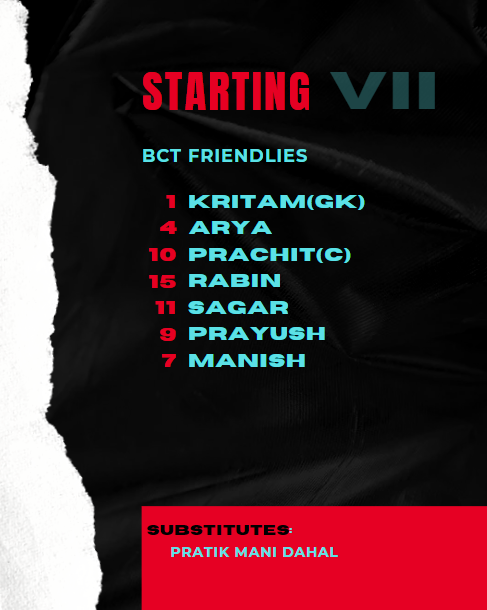 STARTING VII
BCT FRIENDLIES
1 KRITAM(GK)
4 ARYA
10 PRACHIT(C)
15 RABIN
11 SAGAR
9 PRAYUSH
7 MANISH
SUBSTITUTES:
PRATIK MANI DAHAL